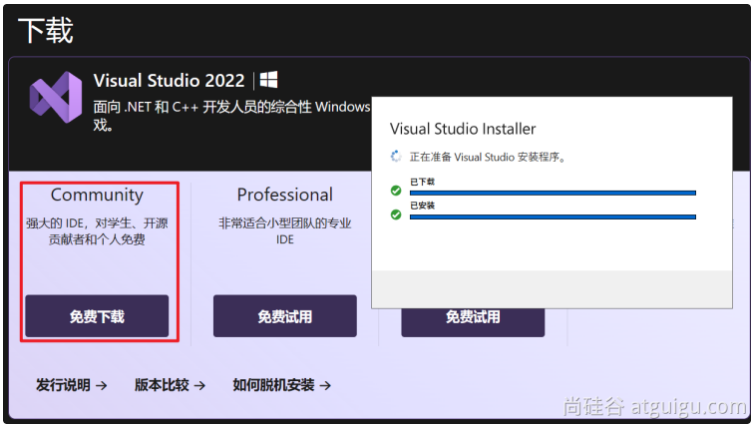 下载
Visual Studio 2022
面向 .NET 和 C++ 开发人员的综合性 Windows
戏。
Visual Studio Installer
正在准备 Visual Studio 安装程序。
已下载
已安装
Community
强大的 IDE，对学生、开源
贡献者和个人免费
免费下载
Professional
非常适合小型团队的专业
IDE
免费试用
免费试用
发行说明 →
版本比较 →
如何脱机安装 →
尚硅谷 atguigu.com